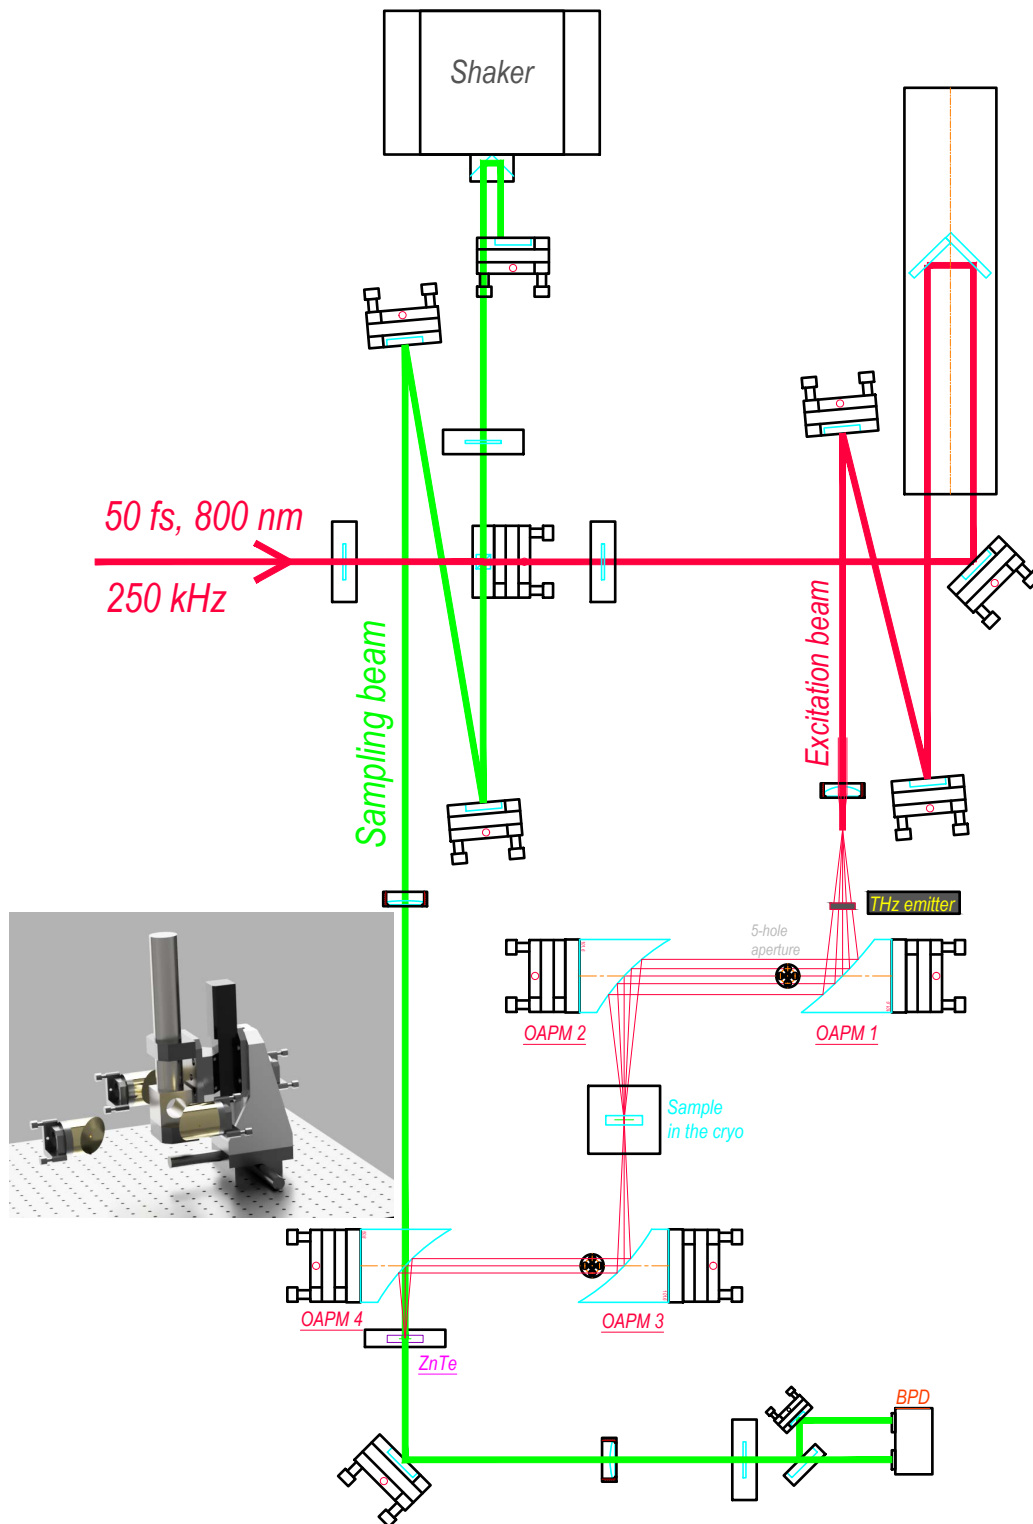 Shaker
50 fs, 800 nm
250 kHz
Sampling beam
Excitation beam
THz emitter
5-hole
aperture
OAPM 2
OAPM 1
Sample
in the cryo
OAPM 4
OAPM 3
ZnTe
BPD